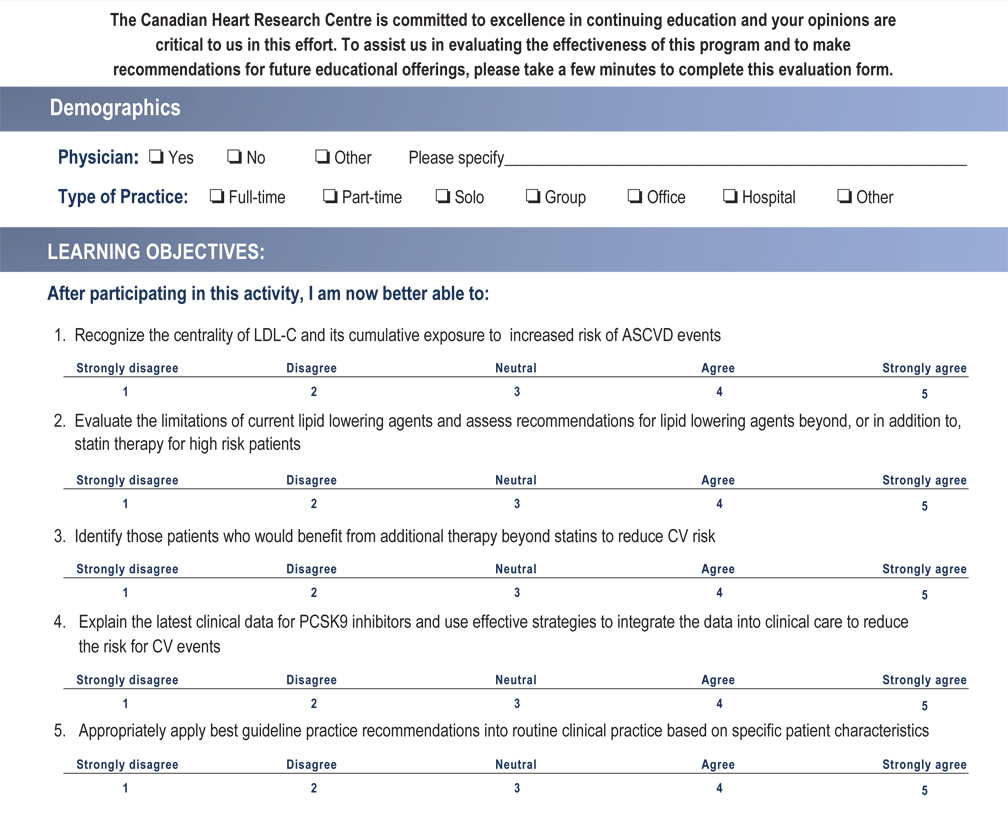 The Canadian Heart Research Centre is committed to excellence in continuing education and your opinions are
critical to us in this effort. To assist us in evaluating the effectiveness of this program and to make
recommendations for future educational offerings, please take a few minutes to complete this evaluation form.
Demographics
Physician: ❏ Yes ❏ No ❏ Other Please specify
Type of Practice: ❏ Full-time ❏ Part-time ❏ Solo ❏ Group ❏ Office ❏ Hospital ❏ Other
LEARNING OBJECTIVES:
After participating in this activity, I am now better able to:
1. Recognize the centrality of LDL-C and its cumulative exposure to increased risk of ASCVD events
Strongly disagree Disagree Neutral Agree Strongly agree
1 2 3 4 5
2. Evaluate the limitations of current lipid lowering agents and assess recommendations for lipid lowering agents beyond, or in addition to,
statin therapy for high risk patients
Strongly disagree Disagree Neutral Agree Strongly agree
1 2 3 4 5
3. Identify those patients who would benefit from additional therapy beyond statins to reduce CV risk
Strongly disagree Disagree Neutral Agree Strongly agree
1 2 3 4 5
4. Explain the latest clinical data for PCSK9 inhibitors and use effective strategies to integrate the data into clinical care to reduce
the risk for CV events
Strongly disagree Disagree Neutral Agree Strongly agree
1 2 3 4 5
5. Appropriately apply best guideline practice recommendations into routine clinical practice based on specific patient characteristics
Strongly disagree Disagree Neutral Agree Strongly agree
1 2 3 4 5